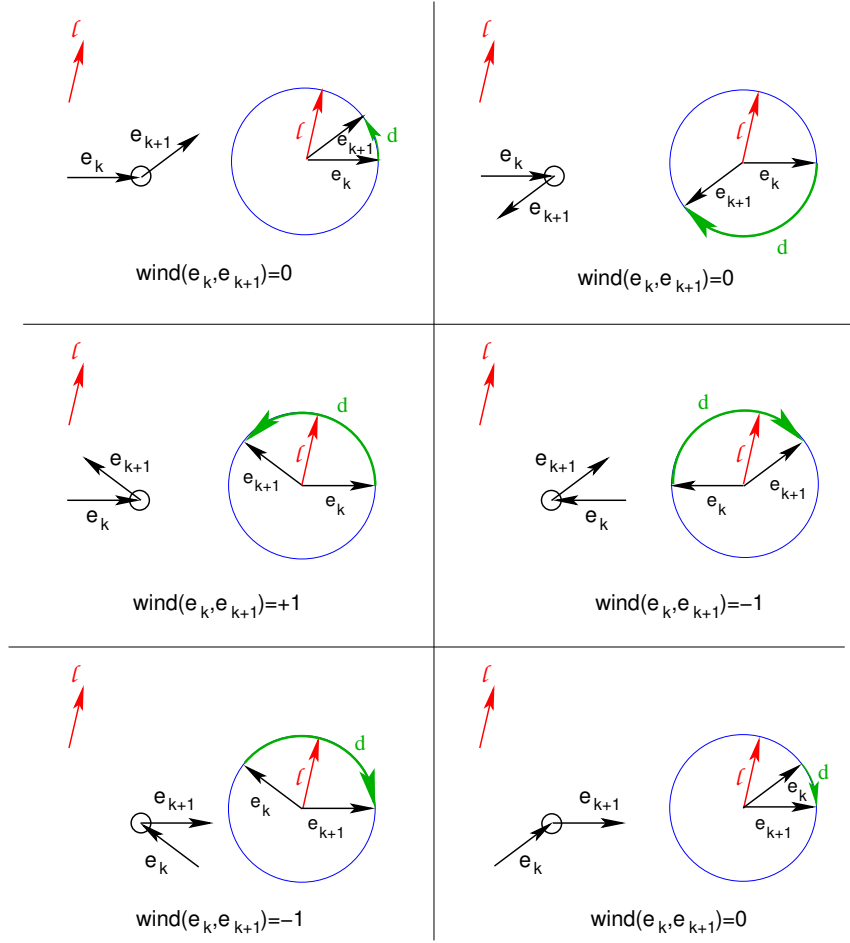 l
e_{k+1}
e_k
l
e_{k+1}
e_k
d
wind(e_k,e_{k+1})=0
l
e_k
e_{k+1}
l
e_k
e_{k+1}
d
wind(e_k,e_{k+1})=0
l
e_{k+1}
e_k
d
l
e_{k+1}
e_k
wind(e_k,e_{k+1})=+1
l
e_{k+1}
e_k
d
l
e_k
e_{k+1}
wind(e_k,e_{k+1})=−1
l
e_{k+1}
e_k
d
l
e_k
e_{k+1}
wind(e_k,e_{k+1})=−1
l
e_{k+1}
e_k
l
d
e_k
e_{k+1}
wind(e_k,e_{k+1})=0